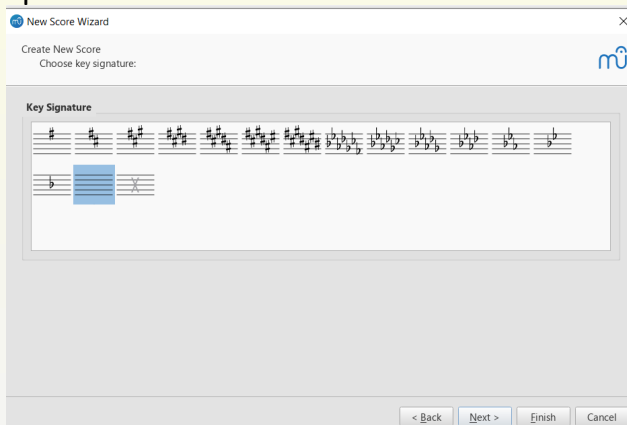 New Score Wizard
Create New Score
Choose key signature:
Key Signature
< Back Next > Finish Cancel